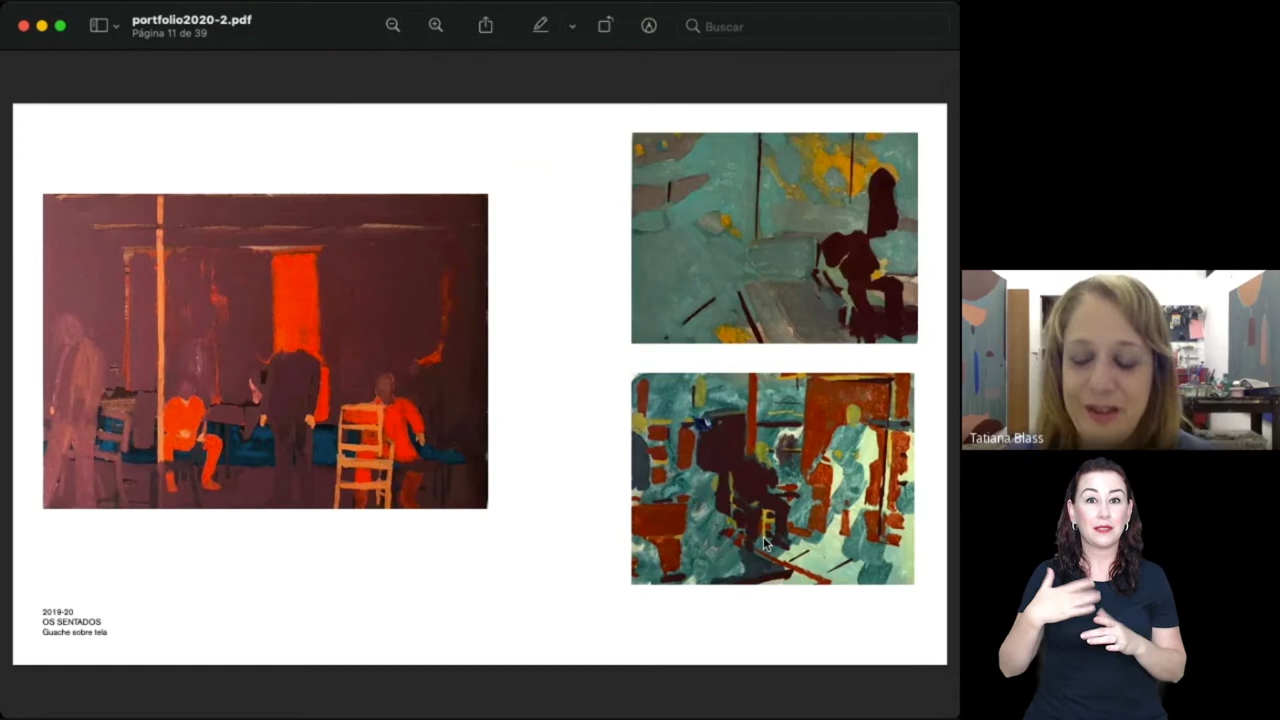 portfolio2020-2.pdf
Página 11 de 39
Buscar
2019-20
OS SENTADOS
Guache sobre tela
Tatiana Blass